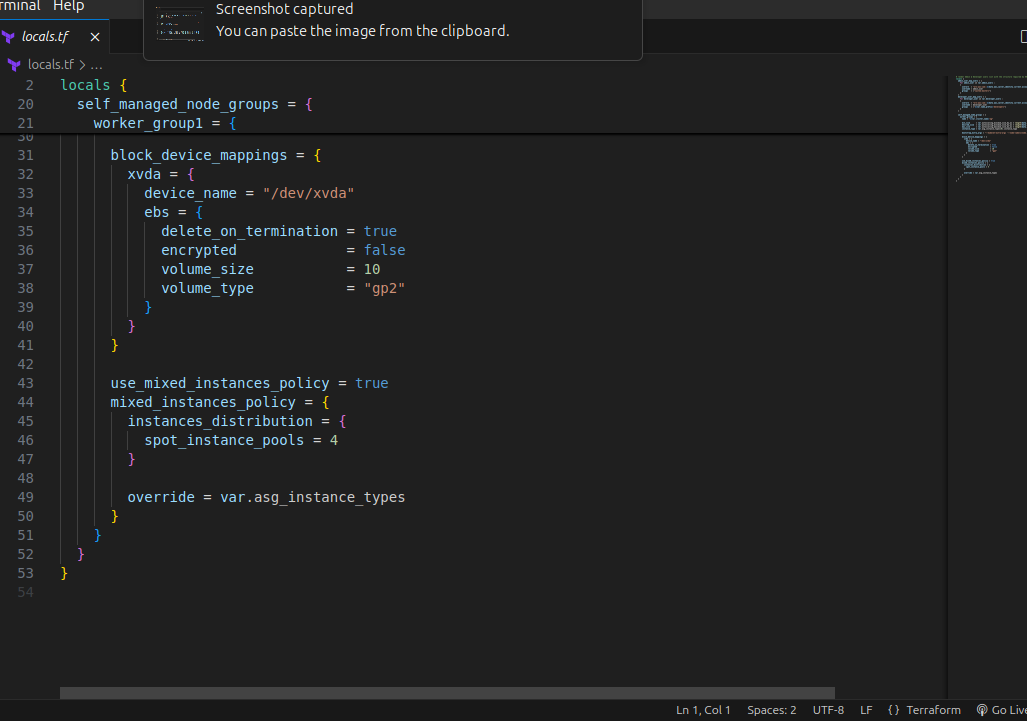 rminal Help
Screenshot captured
You can paste the image from the clipboard.
locals.tf ×
locals.tf > ...
2 locals {
20 self_managed_node_groups = {
21 worker_group1 = {
30
31 block_device_mappings = {
32 xvda = {
33 device_name = "/dev/xvda"
34 ebs = {
35 delete_on_termination = true
36 encrypted = false
37 volume_size = 10
38 volume_type = "gp2"
39 }
40 }
41 }
42
43 use_mixed_instances_policy = true
44 mixed_instances_policy = {
45 instances_distribution = {
46 spot_instance_pools = 4
47 }
48
49 override = var.asg_instance_types
50 }
51 }
52 }
53 }
54
Ln 1, Col 1 Spaces: 2 UTF-8 LF {} Terraform Go Live